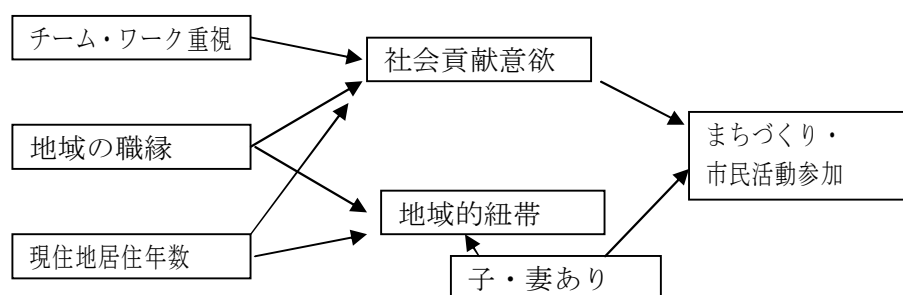 チーム・ワーク重視
社会貢献意欲
地域の職縁
まちづくり・
市民活動参加
地域的紐帯
現住地居住年数
子・妻あり